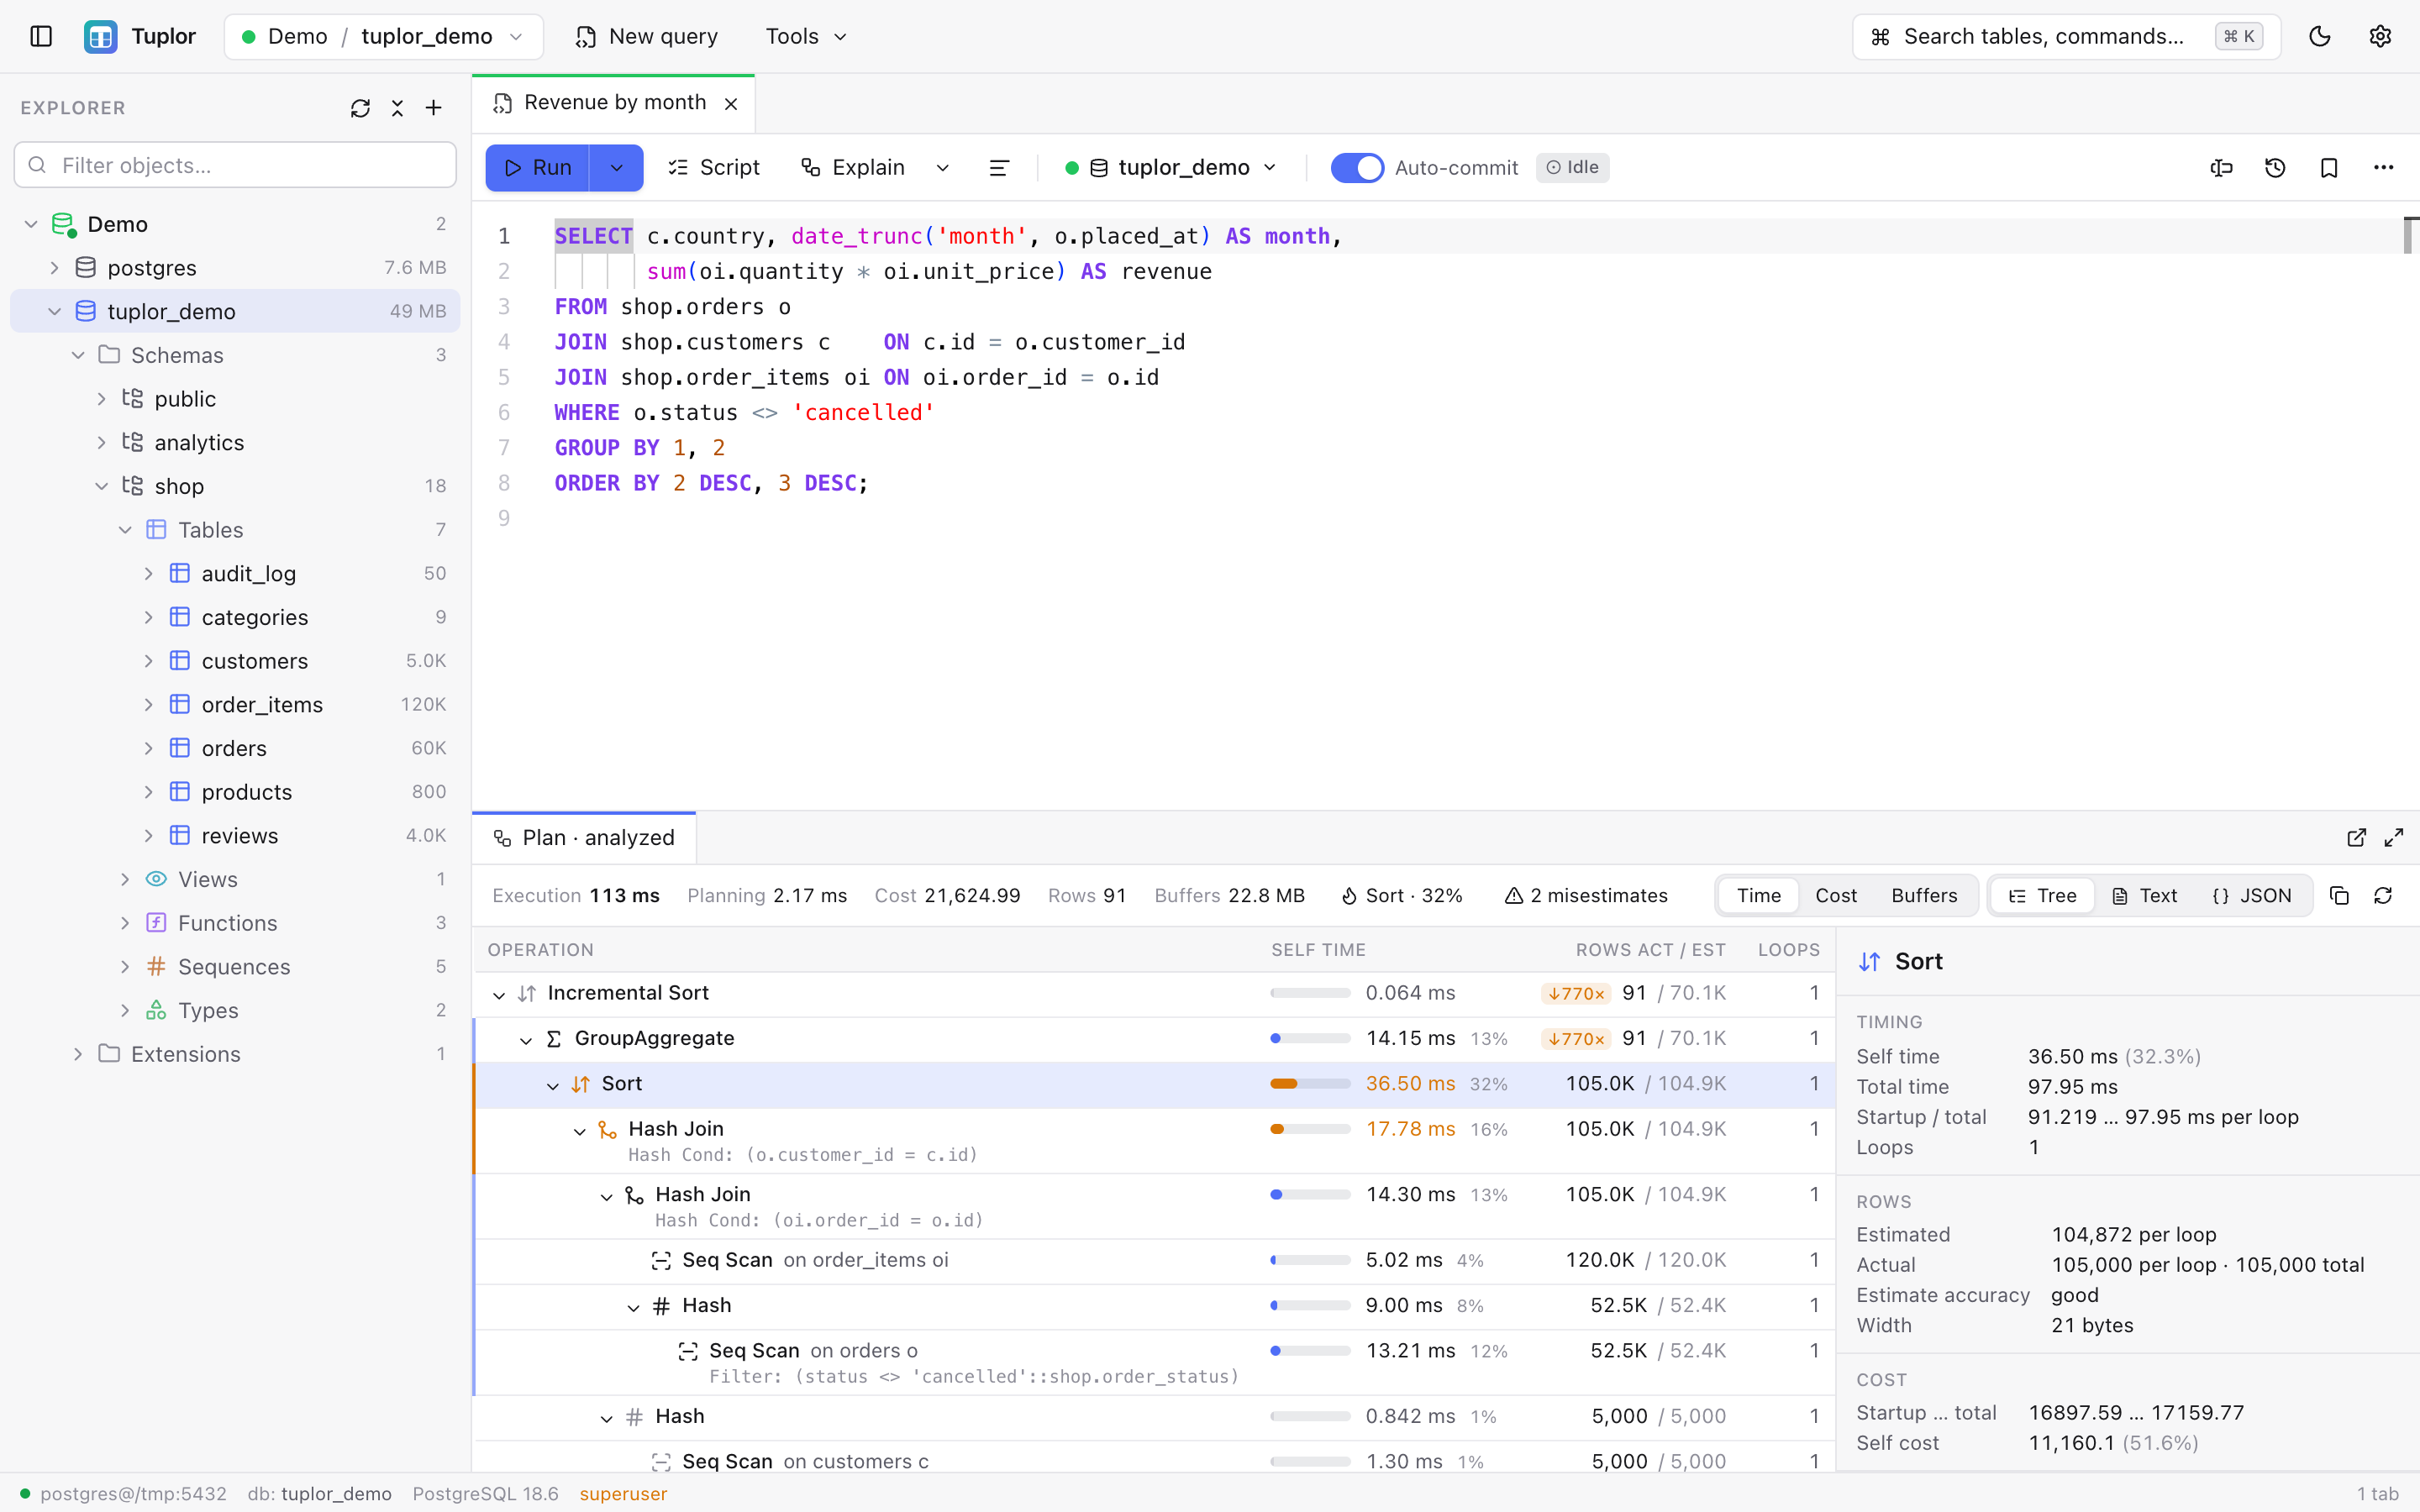 Tuplor
Demo / tuplor_demo
New query
Tools
Search tables, commands...
⌘ K
EXPLORER
Filter objects...
Demo 2
postgres 7.6 MB
tuplor_demo 49 MB
Schemas 3
public
analytics
shop 18
Tables 7
audit_log 50
categories 9
customers 5.0K
order_items 120K
orders 60K
products 800
reviews 4.0K
Views 1
Functions 3
Sequences 5
Types 2
Extensions 1
Revenue by month
Run
Script
Explain
tuplor_demo
Auto-commit
Idle
1 SELECT c.country, date_trunc('month', o.placed_at) AS month,
2 sum(oi.quantity * oi.unit_price) AS revenue
3 FROM shop.orders o
4 JOIN shop.customers c    ON c.id = o.customer_id
5 JOIN shop.order_items oi ON oi.order_id = o.id
6 WHERE o.status <> 'cancelled'
7 GROUP BY 1, 2
8 ORDER BY 2 DESC, 3 DESC;
9
Plan · analyzed
Execution 113 ms Planning 2.17 ms Cost 21,624.99 Rows 91 Buffers 22.8 MB Sort · 32% 2 misestimates
Time Cost Buffers Tree Text {} JSON
OPERATION SELF TIME ROWS ACT / EST LOOPS
Incremental Sort 0.064 ms ↓770× 91 / 70.1K 1
GroupAggregate 14.15 ms 13% ↓770× 91 / 70.1K 1
Sort 36.50 ms 32% 105.0K / 104.9K 1
Hash Join 17.78 ms 16% 105.0K / 104.9K 1
Hash Cond: (o.customer_id = c.id)
Hash Join 14.30 ms 13% 105.0K / 104.9K 1
Hash Cond: (oi.order_id = o.id)
Seq Scan on order_items oi 5.02 ms 4% 120.0K / 120.0K 1
Hash 9.00 ms 8% 52.5K / 52.4K 1
Seq Scan on orders o 13.21 ms 12% 52.5K / 52.4K 1
Filter: (status <> 'cancelled'::shop.order_status)
Hash 0.842 ms 1% 5,000 / 5,000 1
Seq Scan on customers c 1.30 ms 1% 5,000 / 5,000 1
Sort
TIMING
Self time 36.50 ms (32.3%)
Total time 97.95 ms
Startup / total 91.219 ... 97.95 ms per loop
Loops 1
ROWS
Estimated 104,872 per loop
Actual 105,000 per loop · 105,000 total
Estimate accuracy good
Width 21 bytes
COST
Startup ... total 16897.59 ... 17159.77
Self cost 11,160.1 (51.6%)
postgres@/tmp:5432 db: tuplor_demo PostgreSQL 18.6 superuser
1 tab